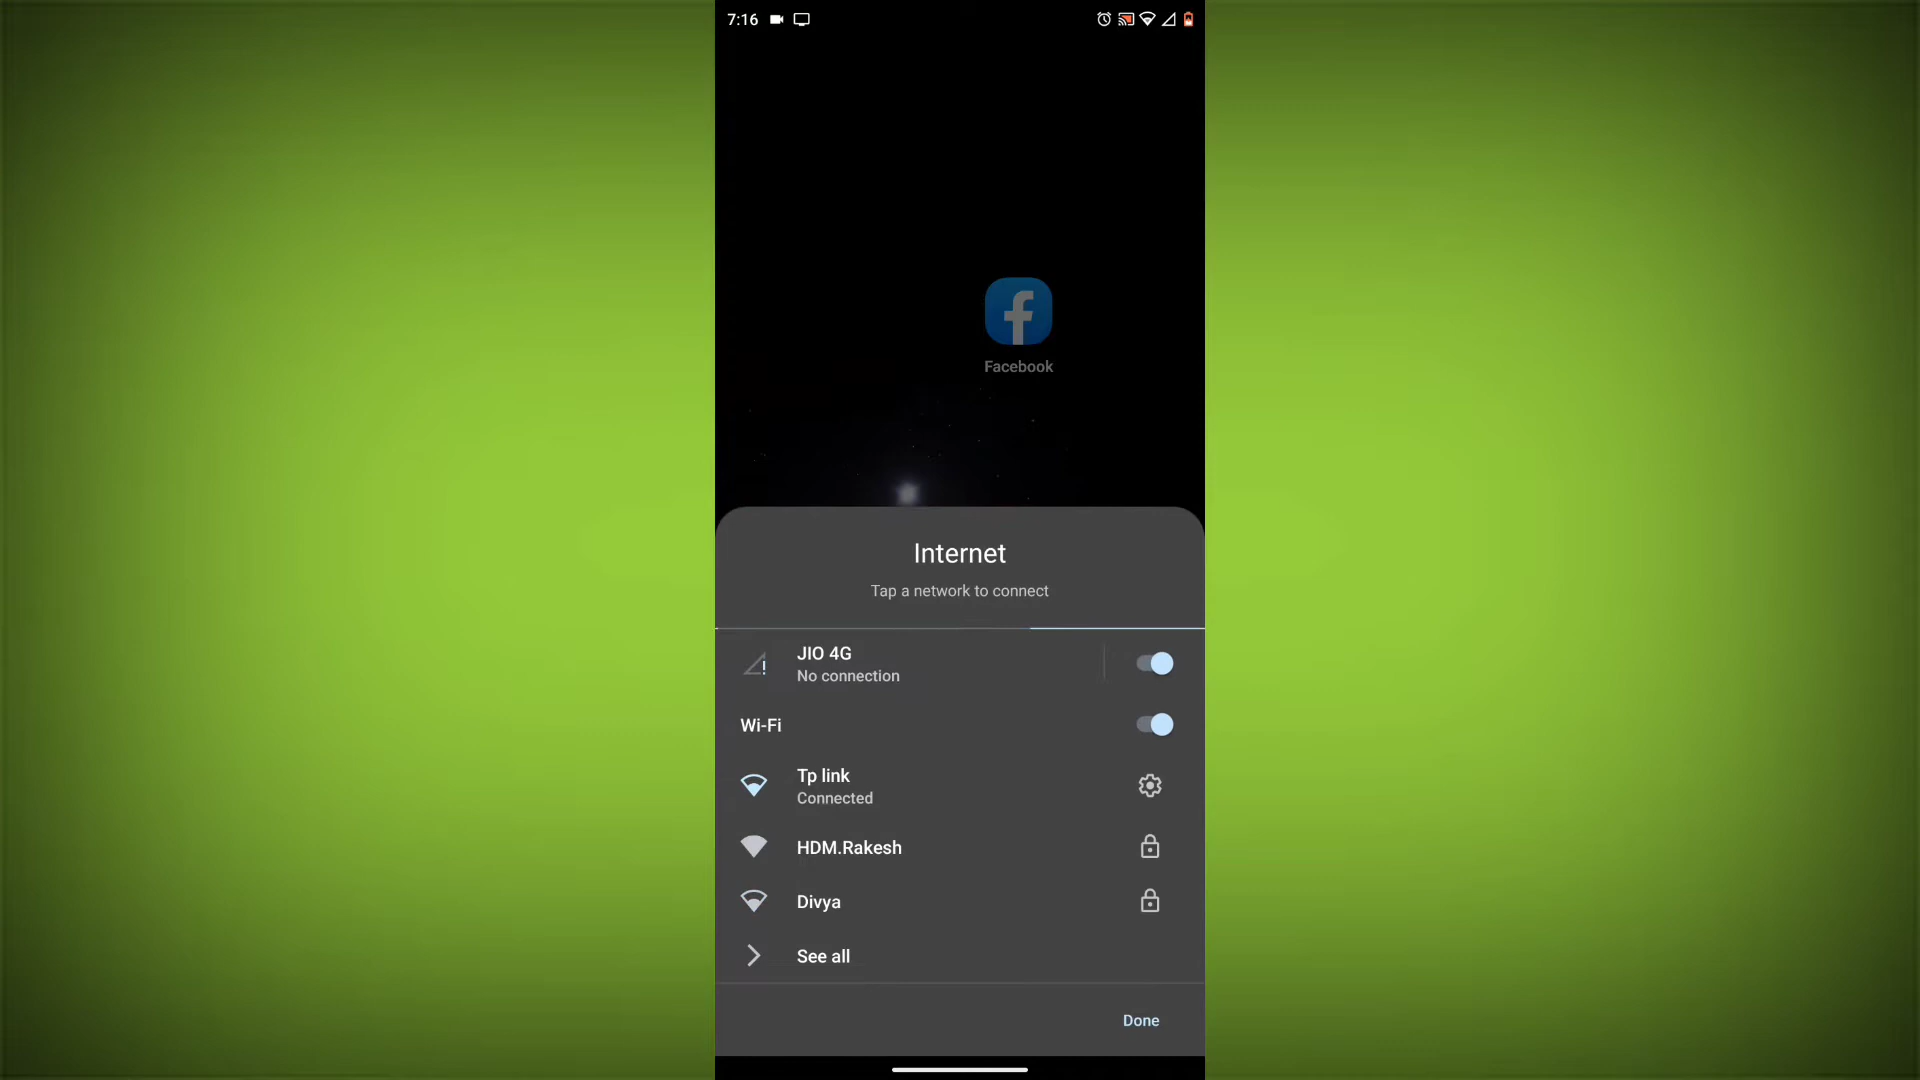 7:16
Facebook
Internet
Tap a network to connect
JIO 4G
No connection
Wi-Fi
Tp link
Connected
HDM.Rakesh
Divya
See all
Done